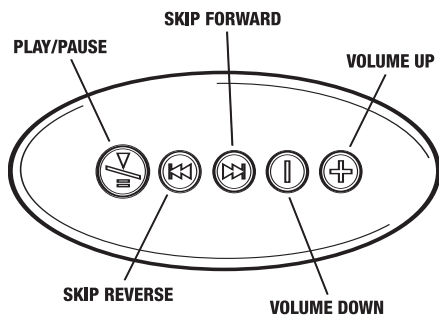 SKIP FORWARD
PLAY/PAUSE
VOLUME UP
SKIP REVERSE
VOLUME DOWN